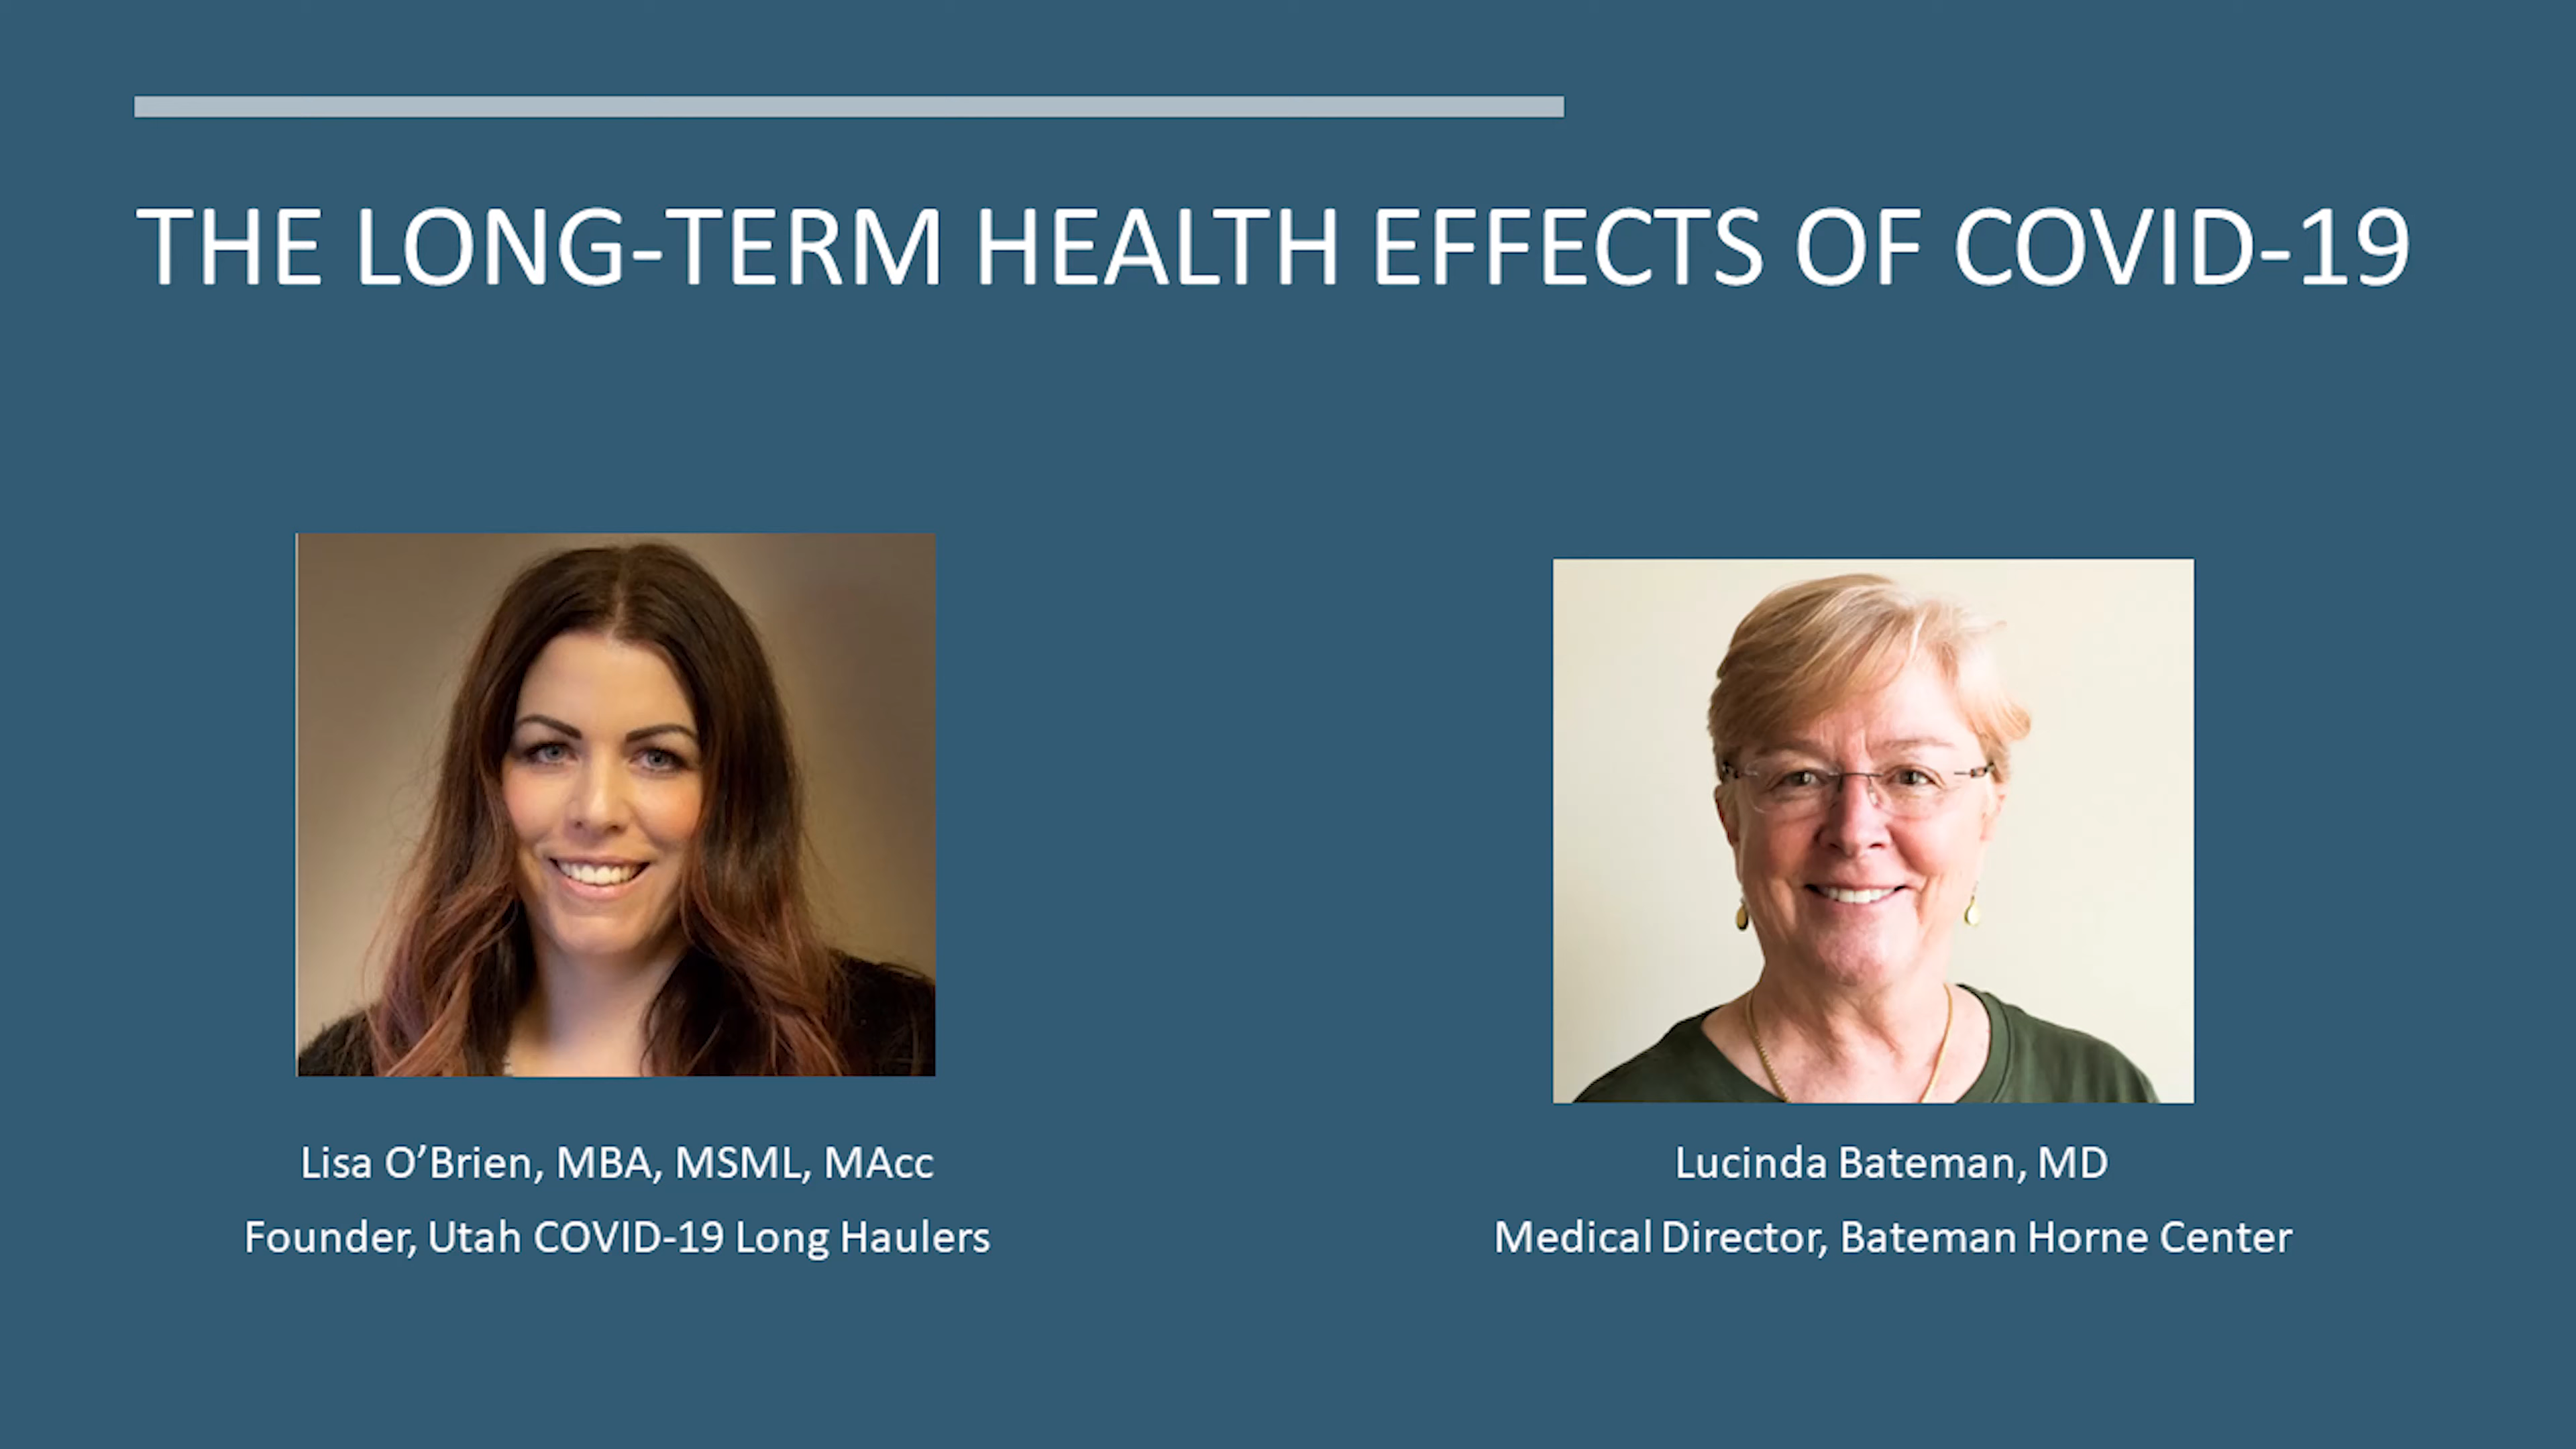 THE LONG-TERM HEALTH EFFECTS OF COVID-19
Lisa O’Brien, MBA, MSML, MAcc
Founder, Utah COVID-19 Long Haulers
Lucinda Bateman, MD
Medical Director, Bateman Horne Center